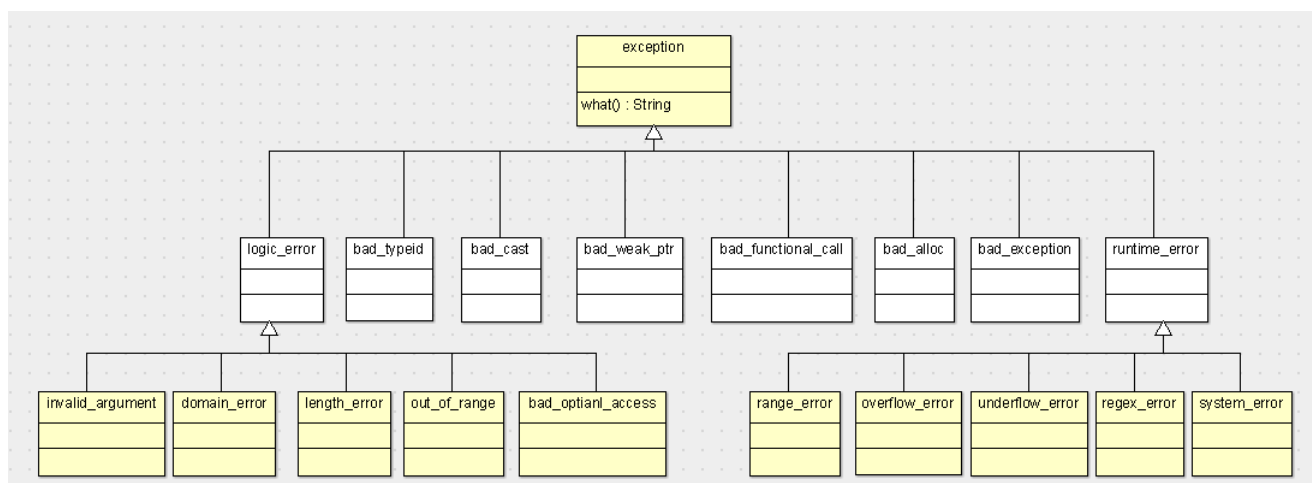 exception
what() : String
logic_error
bad_typeid
bad_cast
bad_weak_ptr
bad_functional_call
bad_alloc
bad_exception
runtime_error
invalid_argument
domain_error
length_error
out_of_range
bad_optianl_access
range_error
overflow_error
underflow_error
regex_error
system_error